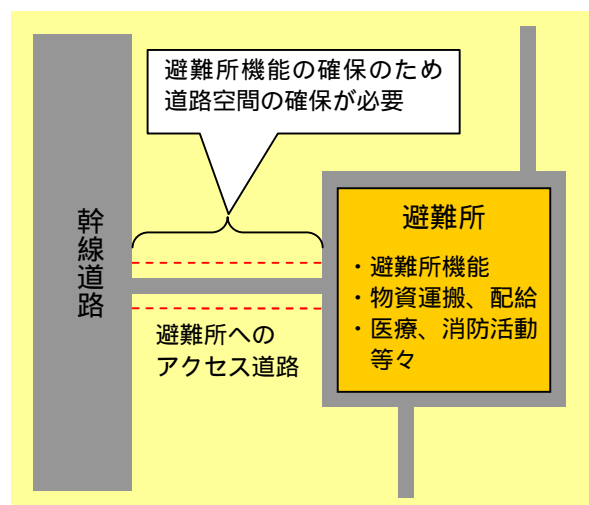 避難所機能の確保のため
道路空間の確保が必要
幹線道路
避難所
・避難所機能
・物資運搬、配給
・医療、消防活動
等々
避難所への
アクセス道路